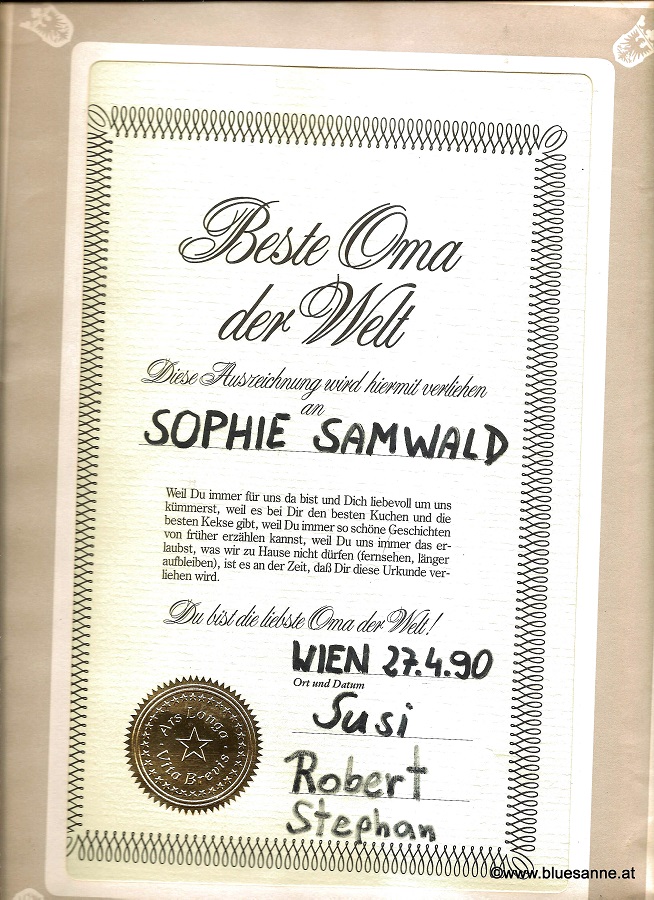 Beste Oma
der Welt
Diese Auszeichnung wird hiermit verliehen
an
SOPHIE SAMWALD
Weil Du immer für uns da bist und Dich liebevoll um uns
kümmerst, weil es bei Dir den besten Kuchen und die
besten Kekse gibt, weil Du immer so schöne Geschichten
von früher erzählen kannst, weil Du uns immer das er-
laubst, was wir zu Hause nicht dürfen (fernsehen, länger
aufbleiben), ist es an der Zeit, daß Dir diese Urkunde ver-
liehen wird.
Du bist die liebste Oma der Welt!
WIEN 27.4.90
Ort und Datum
Susi
Robert
Stephan
Ars Longa
Vita Brevis
©www.bluesanne.at